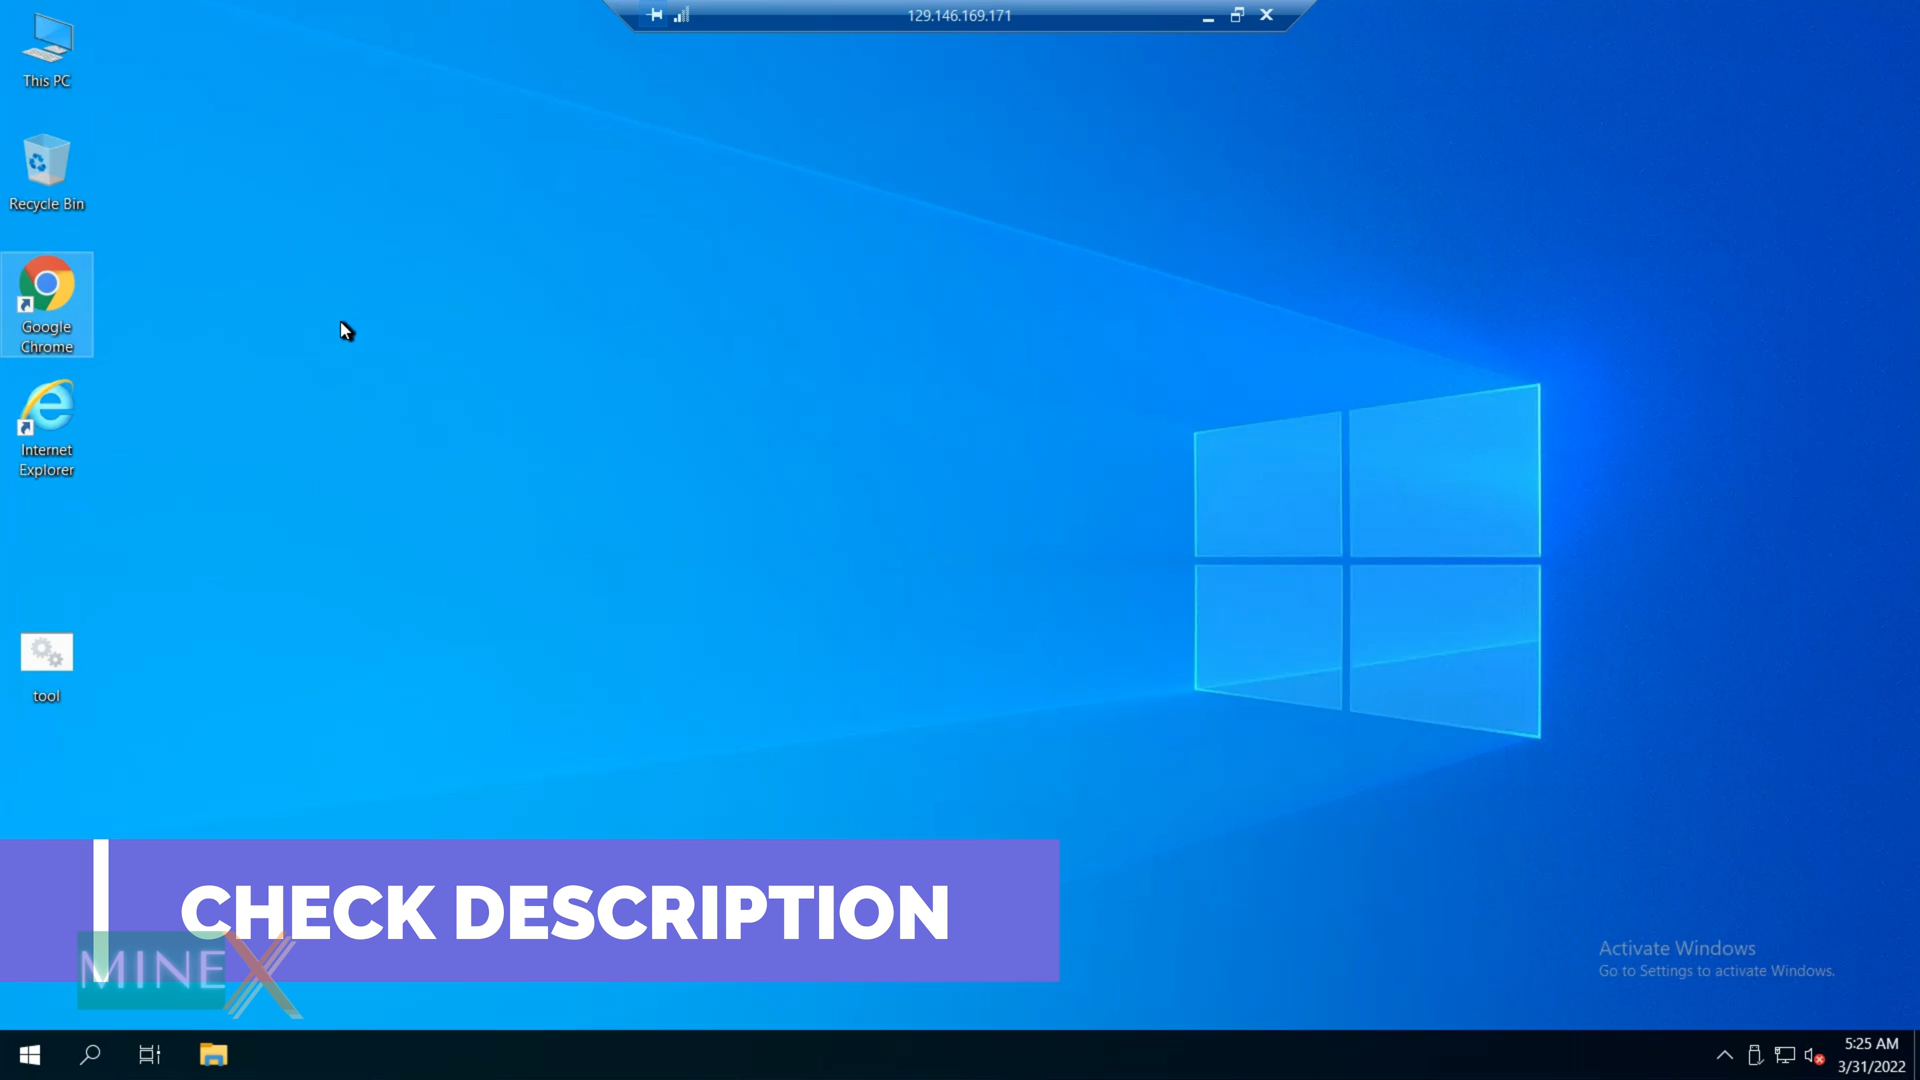 129.146.169.171
This PC
Recycle Bin
Google
Chrome
Internet
Explorer
tool
CHECK DESCRIPTION
MINEX
Activate Windows
Go to Settings to activate Windows.
5:25 AM
3/31/2022